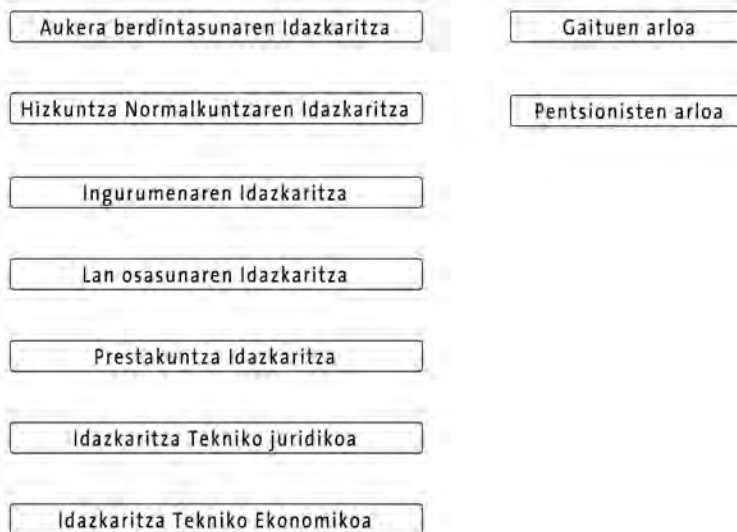 Aukera berdintasunaren Idazkaritza
Gaituen arloa
Hizkuntza Normalkuntzaren Idazkaritza
Pentsionisten arloa
Ingurumenaren Idazkaritza
Lan osasunaren Idazkaritza
Prestakuntza Idazkaritza
Idazkaritza Tekniko juridikoa
Idazkaritza Tekniko Ekonomikoa